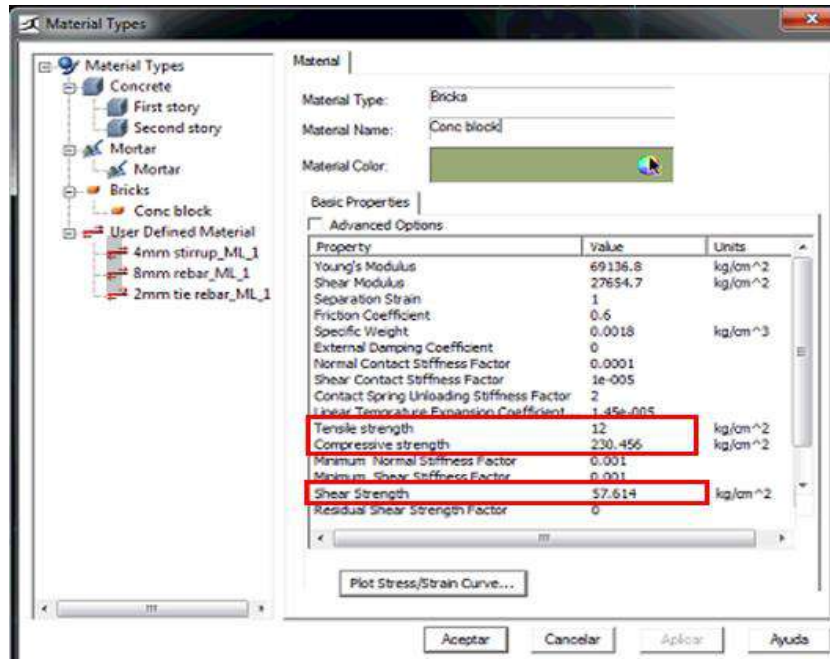 Material Types
Material Types
Concrete
First story
Second story
Mortar
Mortar
Bricks
Conc block
User Defined Material
4mm stirrup_ML_1
8mm rebar_ML_1
2mm tie rebar_ML_1
Material
Material Type: Bricks
Material Name: Conc block
Material Color:
Basic Properties
Advanced Options
Property Value Units
Young's Modulus 69136.8 kg/cm^2
Shear Modulus 27654.7 kg/cm^2
Separation Strain 1
Friction Coefficient 0.6
Specific Weight 0.0018 kg/cm^3
External Damping Coefficient 0
Normal Contact Stiffness Factor 0.0001
Shear Contact Stiffness Factor 1e-005
Contact Spring Unloading Stiffness Factor 2
Linear Temprature Expansion Coefficient... 1.45e-005
Tensile strength 12 kg/cm^2
Compressive strength 230.456 kg/cm^2
Minimum Normal Stiffness Factor 0.001
Minimum Shear Stiffness Factor 0.001
Shear Strength 57.614 kg/cm^2
Residual Shear Strength Factor 0
Plot Stress/Strain Curve...
Aceptar Cancelar Aplicar Ayuda